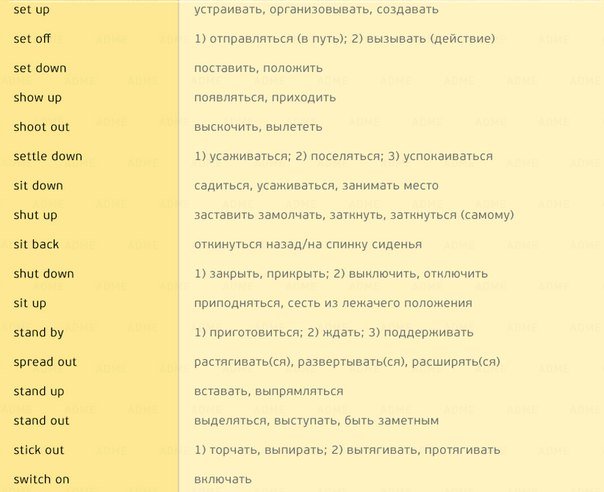 set up устраивать, организовывать, создавать
set off 1) отправляться (в путь); 2) вызывать (действие)
set down поставить, положить
show up появляться, приходить
shoot out выскочить, вылететь
settle down 1) усаживаться; 2) поселяться; 3) успокаиваться
sit down садиться, усаживаться, занимать место
shut up заставить замолчать, заткнуть, заткнуться (самому)
sit back откинуться назад/на спинку сиденья
shut down 1) закрыть, прикрыть; 2) выключить, отключить
sit up приподняться, сесть из лежачего положения
stand by 1) приготовиться; 2) ждать; 3) поддерживать
spread out растягивать(ся), развертывать(ся), расширять(ся)
stand up вставать, выпрямляться
stand out выделяться, выступать, быть заметным
stick out 1) торчать, выпирать; 2) вытягивать, протягивать
switch on включать